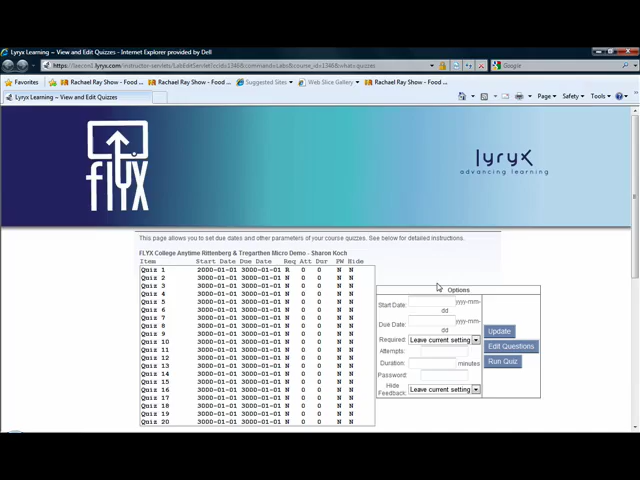 Lyryx Learning ~ View and Edit Quizzes - Internet Explorer provided by Dell
Google
Favorites Rachael Ray Show - Food ... Rachael Ray Show - Food ... Suggested Sites Web Slice Gallery Rachael Ray Show - Food ...
Lyryx Learning ~ View and Edit Quizzes
Page Safety Tools
flyx
lyryx
advancing learning
This page allows you to set due dates and other parameters of your course quizzes. See below for detailed instructions.
FLYX College Anytime Rittenberg & Tregarthen Micro Demo - Sharon Koch
Item Start Date Due Date Req Att Dur PW Hide
Quiz 1 2000-01-01 3000-01-01 R 0 0 N N
Quiz 2 3000-01-01 3000-01-01 N 0 0 N N
Quiz 3 3000-01-01 3000-01-01 N 0 0 N N
Quiz 4 3000-01-01 3000-01-01 N 0 0 N N
Quiz 5 3000-01-01 3000-01-01 N 0 0 N N
Quiz 6 3000-01-01 3000-01-01 N 0 0 N N
Quiz 7 3000-01-01 3000-01-01 N 0 0 N N
Quiz 8 3000-01-01 3000-01-01 N 0 0 N N
Quiz 9 3000-01-01 3000-01-01 N 0 0 N N
Quiz 10 3000-01-01 3000-01-01 N 0 0 N N
Quiz 11 3000-01-01 3000-01-01 N 0 0 N N
Quiz 12 3000-01-01 3000-01-01 N 0 0 N N
Quiz 13 3000-01-01 3000-01-01 N 0 0 N N
Quiz 14 3000-01-01 3000-01-01 N 0 0 N N
Quiz 15 3000-01-01 3000-01-01 N 0 0 N N
Quiz 16 3000-01-01 3000-01-01 N 0 0 N N
Quiz 17 3000-01-01 3000-01-01 N 0 0 N N
Quiz 18 3000-01-01 3000-01-01 N 0 0 N N
Quiz 19 3000-01-01 3000-01-01 N 0 0 N N
Quiz 20 3000-01-01 3000-01-01 N 0 0 N N
Options
Start Date: yyyy-mm-
dd
Due Date: yyyy-mm-
dd
Required: Leave current setting
Attempts:
Duration: minutes
Password:
Hide
Feedback: Leave current setting
Update
Edit Questions
Run Quiz